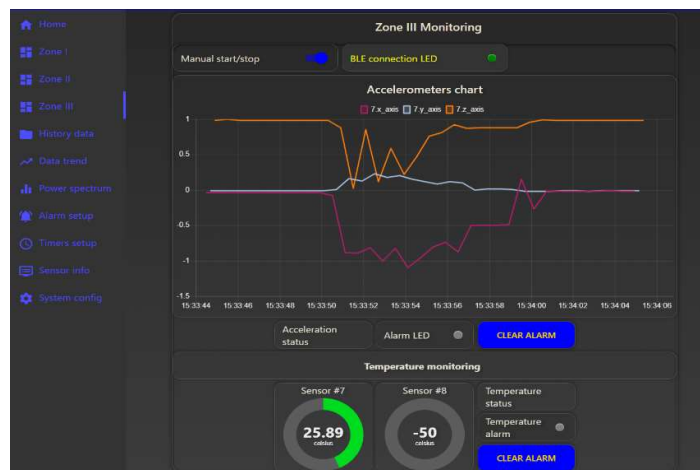 Home
Zone I
Zone II
Zone III
History data
Data trend
Power spectrum
Alarm setup
Timers setup
Sensor info
System config
Zone III Monitoring
Manual start/stop
BLE connection LED
Accelerometers chart
7.x_axis 7.y_axis 7.z_axis
1
0.5
0
-0.5
-1
-1.5
15:33:44 15:33:46 15:33:48 15:33:50 15:33:52 15:33:54 15:33:56 15:33:58 15:34:00 15:34:02 15:34:04 15:34:06
Acceleration
status
Alarm LED
CLEAR ALARM
Temperature monitoring
Sensor #7
25.89
celsius
Sensor #8
-50
celsius
Temperature
status
Temperature
alarm
CLEAR ALARM